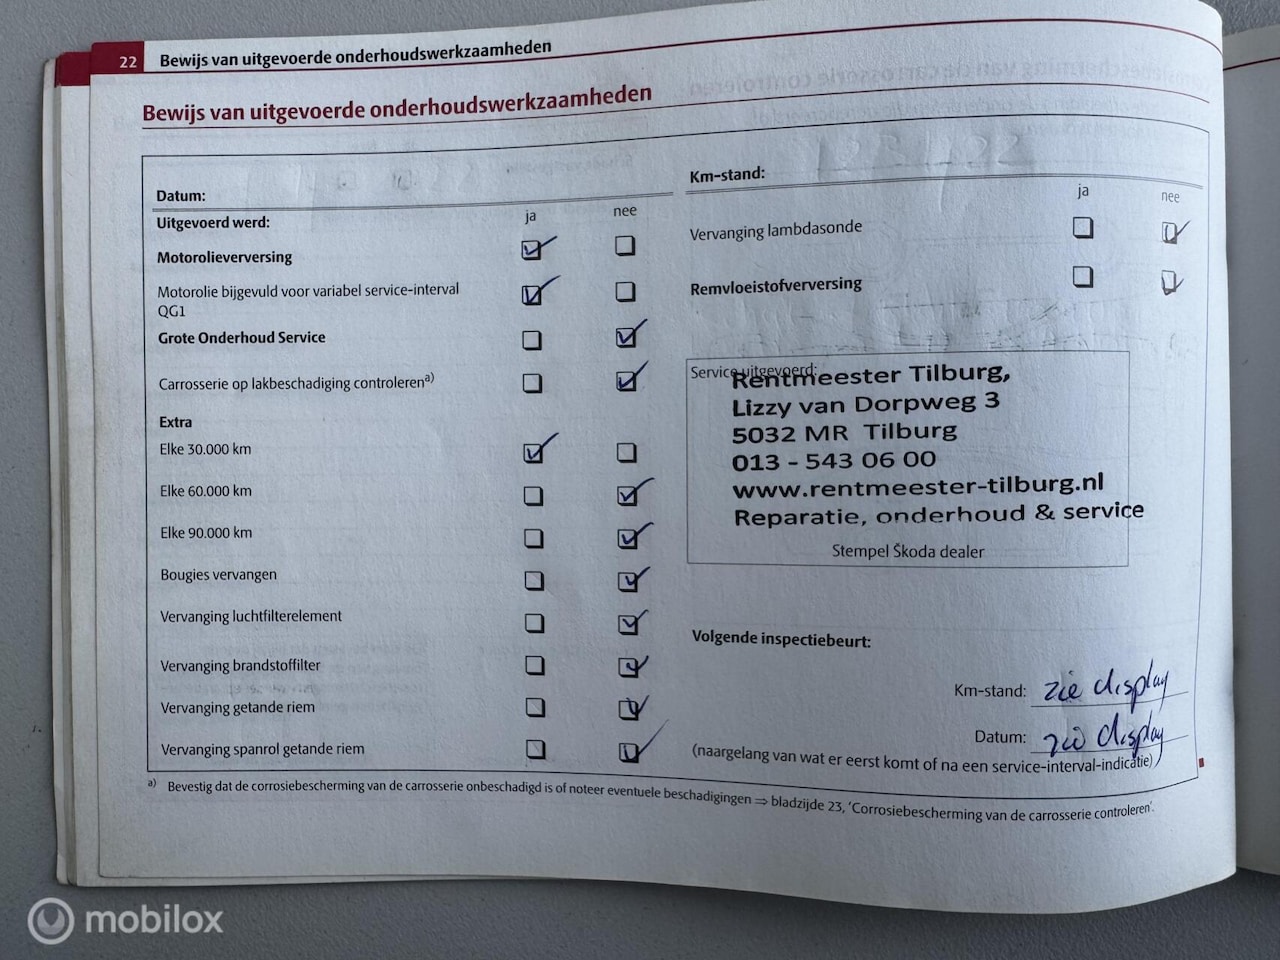 22 Bewijs van uitgevoerde onderhoudswerkzaamheden
Bewijs van uitgevoerde onderhoudswerkzaamheden
Datum:
Uitgevoerd werd:
ja nee
Motorolieverversing
Motorolie bijgevuld voor variabel service-interval
QG1
Grote Onderhoud Service
Carrosserie op lakbeschadiging controleren a)
Extra
Elke 30.000 km
Elke 60.000 km
Elke 90.000 km
Bougies vervangen
Vervanging luchtfilterelement
Vervanging brandstoffilter
Vervanging getande riem
Vervanging spanrol getande riem
Km-stand:
ja nee
Vervanging lambdasonde
Remvloeistofverversing
Service uitgevoerd:
Rentmeester Tilburg,
Lizzy van Dorpweg 3
5032 MR Tilburg
013 - 543 06 00
www.rentmeester-tilburg.nl
Reparatie, onderhoud & service
Stempel Škoda dealer
Volgende inspectiebeurt:
Km-stand: zie display
Datum: zie display
(naargelang van wat er eerst komt of na een service-interval-indicatie)
a) Bevestig dat de corrosiebescherming van de carrosserie onbeschadigd is of noteer eventuele beschadigingen ⇒ bladzijde 23, 'Corrosiebescherming van de carrosserie controleren'.
mobilox